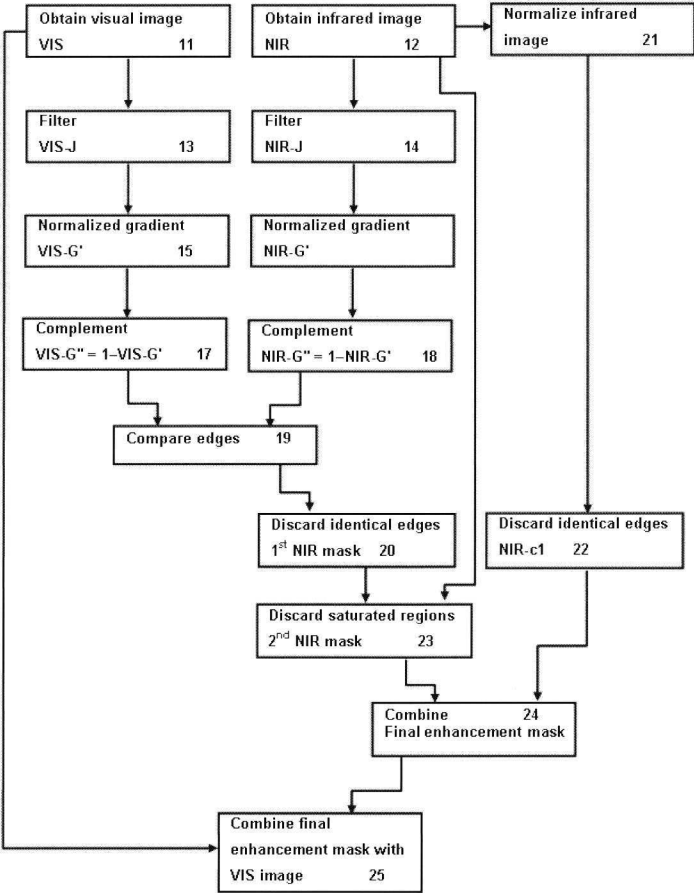 Obtain visual image
VIS 11
Obtain infrared image
NIR 12
Normalize infrared
image 21
Filter
VIS-J 13
Filter
NIR-J 14
Normalized gradient
VIS-G' 15
Normalized gradient
NIR-G'
Complement
VIS-G" = 1–VIS-G' 17
Complement
NIR-G" = 1–NIR-G' 18
Compare edges 19
Discard identical edges
1st NIR mask 20
Discard identical edges
NIR-c1 22
Discard saturated regions
2nd NIR mask 23
Combine 24
Final enhancement mask
Combine final
enhancement mask with
VIS image 25